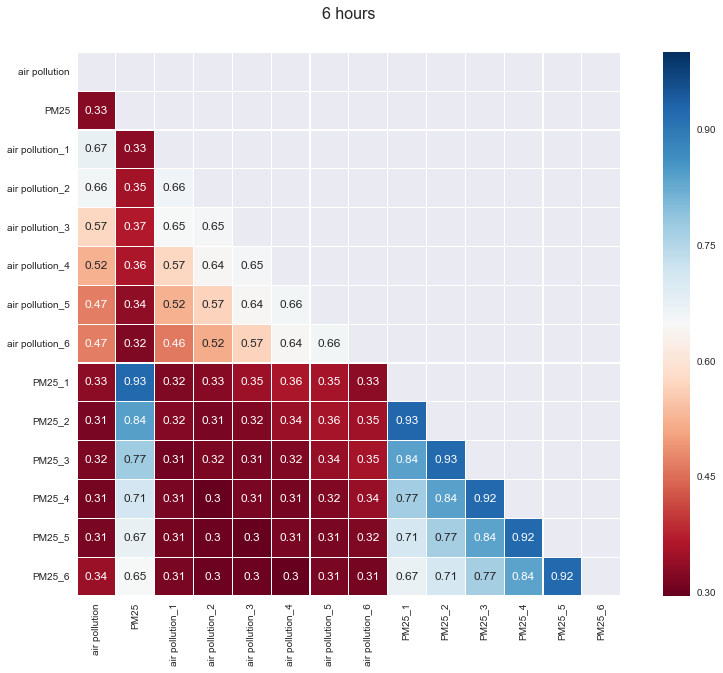 6 hours
air pollution
PM25 0.33
air pollution_1 0.67 0.33
air pollution_2 0.66 0.35 0.66
air pollution_3 0.57 0.37 0.65 0.65
air pollution_4 0.52 0.36 0.57 0.64 0.65
air pollution_5 0.47 0.34 0.52 0.57 0.64 0.66
air pollution_6 0.47 0.32 0.46 0.52 0.57 0.64 0.66
PM25_1 0.33 0.93 0.32 0.33 0.35 0.36 0.35 0.33
PM25_2 0.31 0.84 0.32 0.31 0.32 0.34 0.36 0.35 0.93
PM25_3 0.32 0.77 0.31 0.32 0.31 0.32 0.34 0.35 0.84 0.93
PM25_4 0.31 0.71 0.31 0.3 0.31 0.31 0.32 0.34 0.77 0.84 0.92
PM25_5 0.31 0.67 0.31 0.3 0.3 0.31 0.31 0.32 0.71 0.77 0.84 0.92
PM25_6 0.34 0.65 0.31 0.3 0.3 0.3 0.31 0.31 0.67 0.71 0.77 0.84 0.92
air pollution
PM25
air pollution_1
air pollution_2
air pollution_3
air pollution_4
air pollution_5
air pollution_6
PM25_1
PM25_2
PM25_3
PM25_4
PM25_5
PM25_6
0.90
0.75
0.60
0.45
0.30